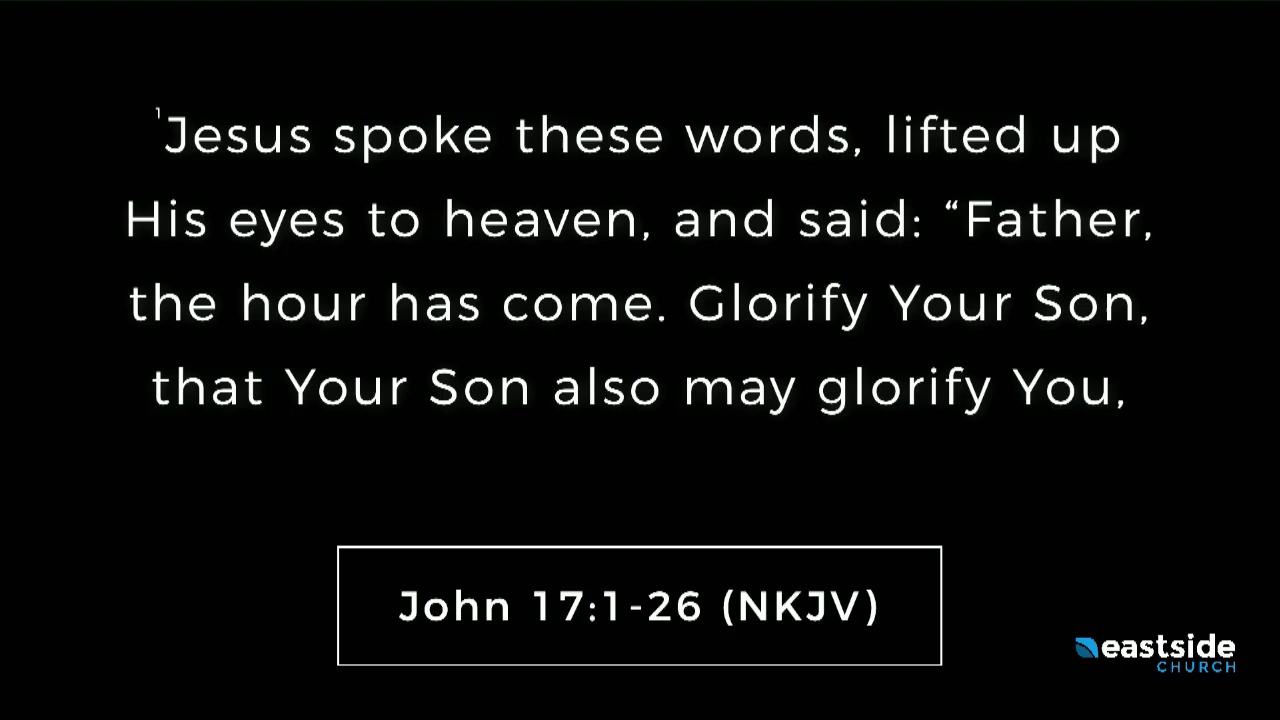 ¹Jesus spoke these words, lifted up
His eyes to heaven, and said: “Father,
the hour has come. Glorify Your Son,
that Your Son also may glorify You,
John 17:1-26 (NKJV)
eastside
CHURCH